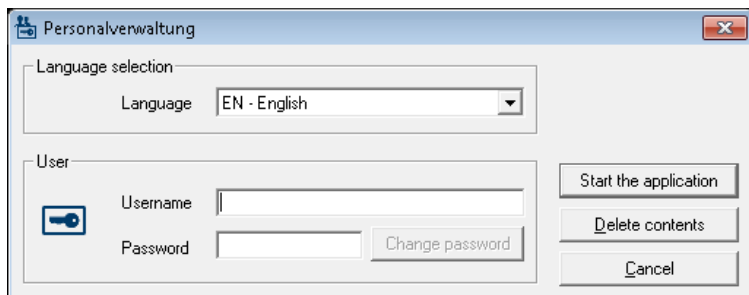 Personalverwaltung
Language selection
Language EN - English
User
Username
Password Change password
Start the application
Delete contents
Cancel